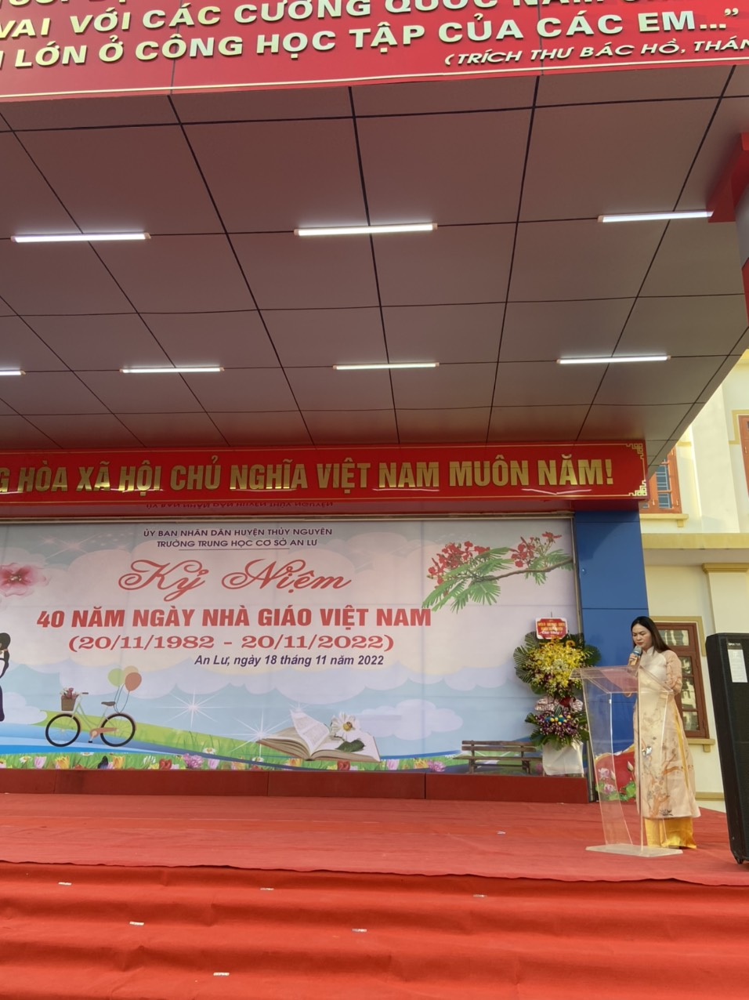 VAI VỚI CÁC CƯỜNG QUỐC NĂM
LỚN Ở CÔNG HỌC TẬP CỦA CÁC EM..."
(TRÍCH THƯ BÁC HỒ, THÁN
HÒA XÃ HỘI CHỦ NGHĨA VIỆT NAM MUÔN NĂM!
ỦY BAN NHÂN DÂN HUYỆN THỦY NGUYÊN
TRƯỜNG TRUNG HỌC CƠ SỞ AN LƯ
Kỷ Niệm
40 NĂM NGÀY NHÀ GIÁO VIỆT NAM
(20/11/1982 - 20/11/2022)
An Lư, ngày 18 tháng 11 năm 2022